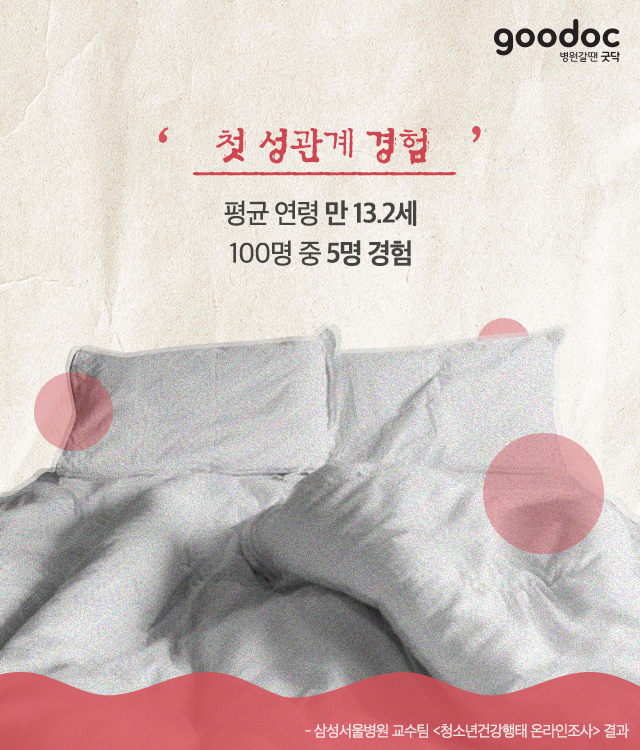 goodoc
병원갈땐 굿닥
‘ 첫 성관계 경험 ’
평균 연령 만 13.2세
100명 중 5명 경험
- 삼성서울병원 교수팀 <청소년건강행태 온라인조사> 결과